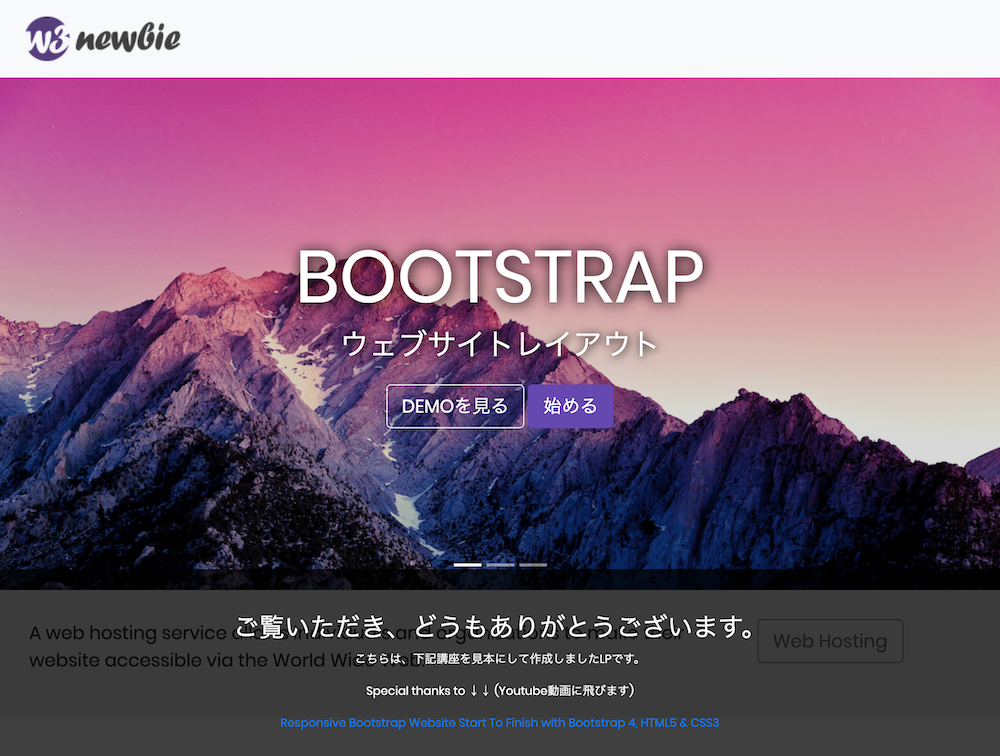 W3 newbie
BOOTSTRAP
ウェブサイトレイアウト
DEMOを見る
始める
ご覧いただき、どうもありがとうございます。
A web hosting service
website accessible via the World Wide Web.
Web Hosting
こちらは、下記講座を見本にして作成しましたLPです。
Special thanks to ↓↓ (Youtube動画に飛びます)
Responsive Bootstrap Website Start To Finish with Bootstrap 4, HTML5 & CSS3